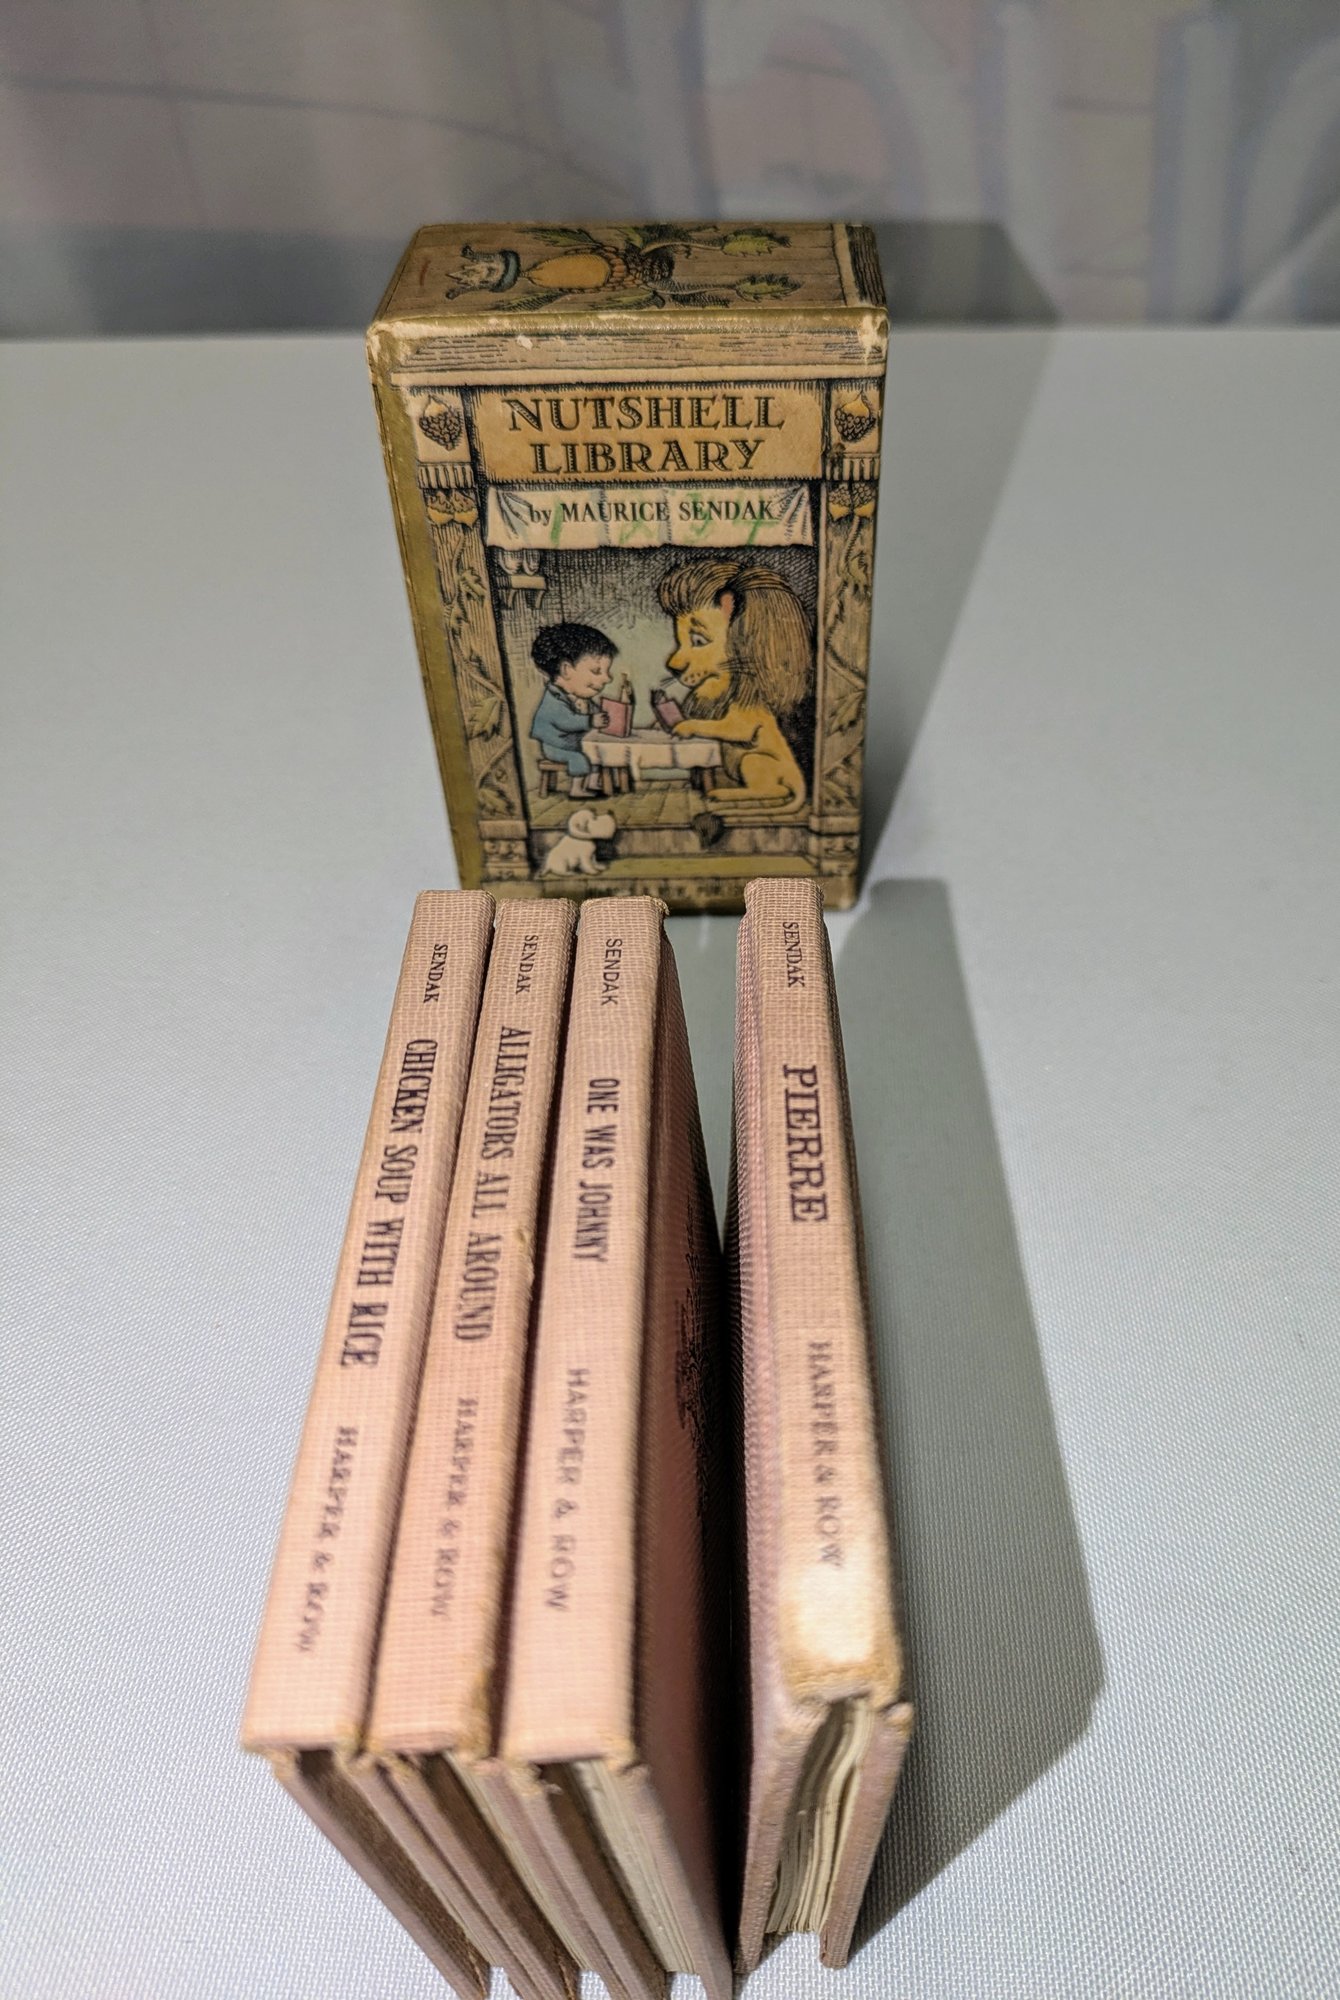 NUTSHELL
LIBRARY
by MAURICE SENDAK
SENDAK CHICKEN SOUP WITH RICE HARPER & ROW
SENDAK ALLIGATORS ALL AROUND HARPER & ROW
SENDAK ONE WAS JOHNNY HARPER & ROW
SENDAK PIERRE HARPER & ROW